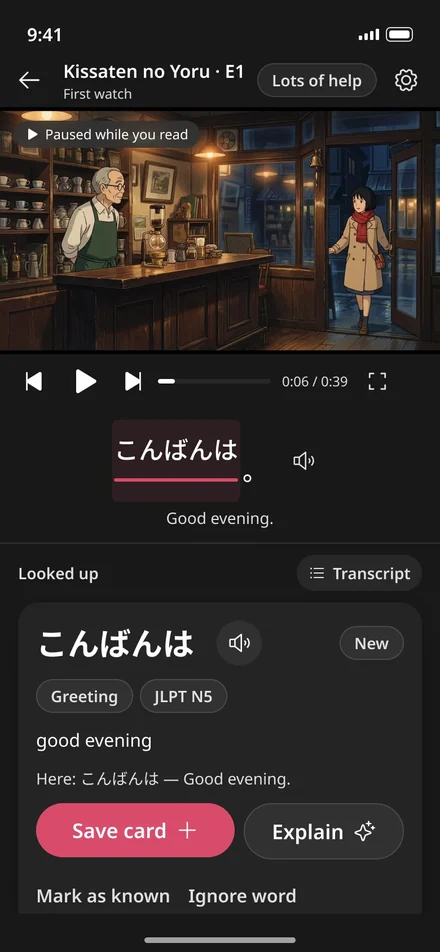 9:41
Kissaten no Yoru · E1
First watch
Lots of help
Paused while you read
0:06 / 0:39
こんばんは。
Good evening.
Looked up
Transcript
こんばんは
New
Greeting
JLPT N5
good evening
Here: こんばんは — Good evening.
Save card
Explain
Mark as known
Ignore word